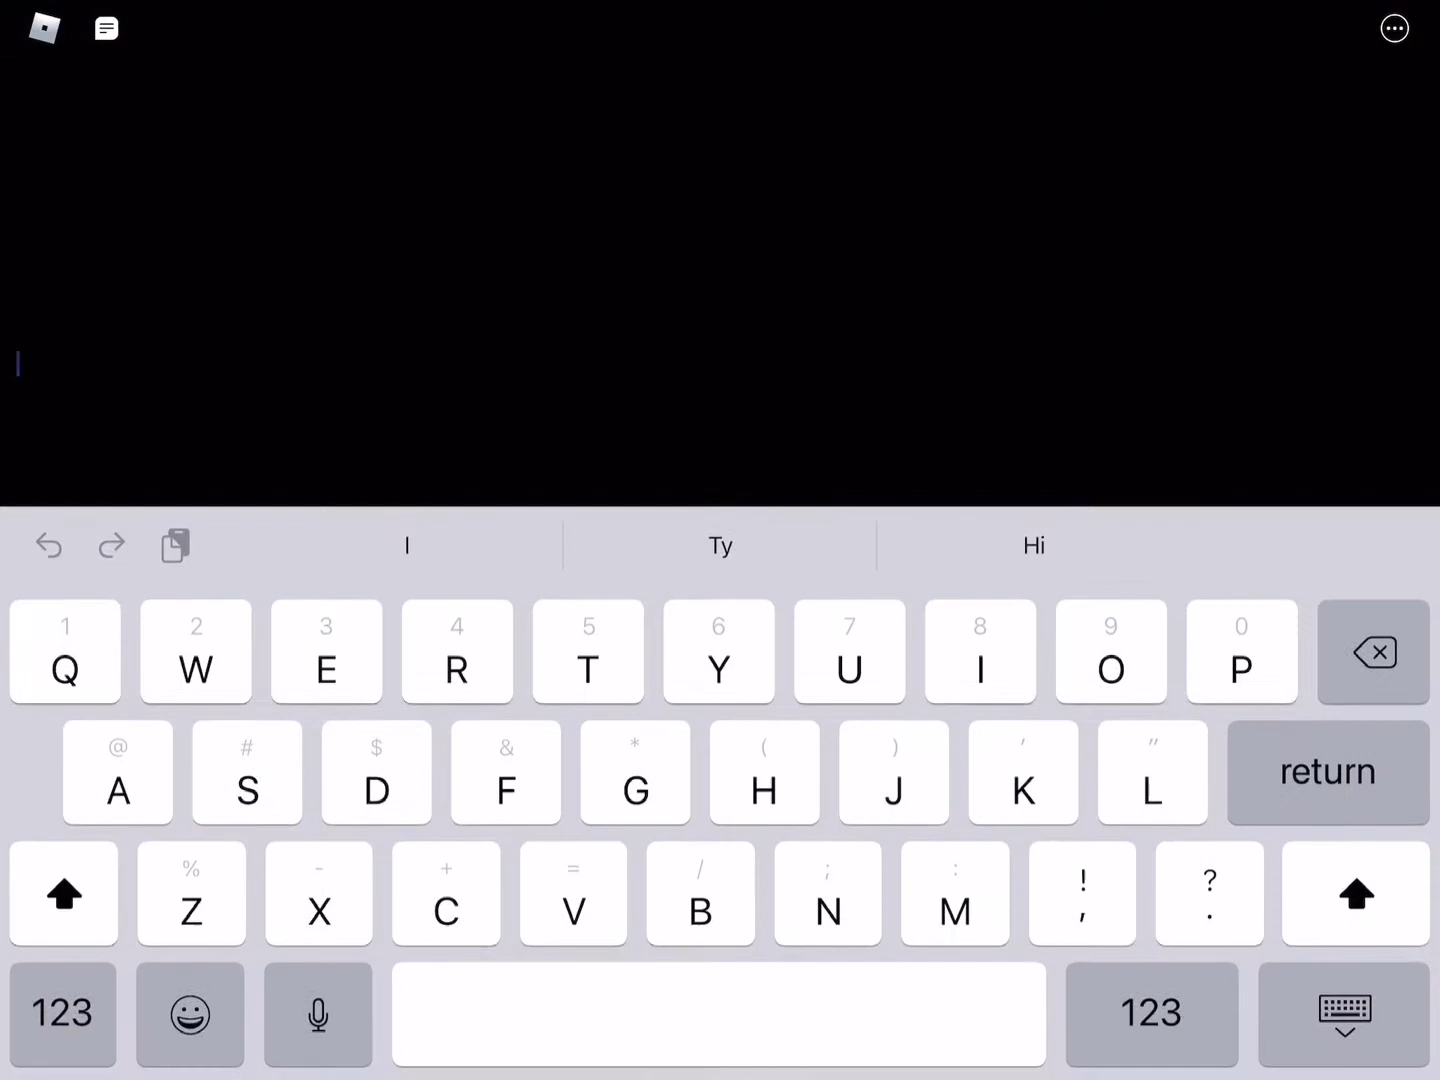 I Ty Hi
1 2 3 4 5 6 7 8 9 0
Q W E R T Y U I O P
@ # $ & * ( ) ' "
A S D F G H J K L return
% - + = / ; : ! ?
Z X C V B N M , .
123 123